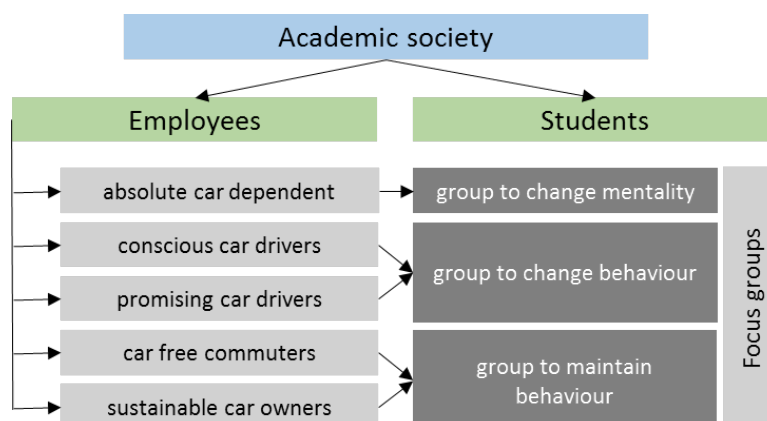 Academic society
Employees
Students
absolute car dependent
group to change mentality
conscious car drivers
promising car drivers
group to change behaviour
car free commuters
sustainable car owners
group to maintain
behaviour
Focus groups